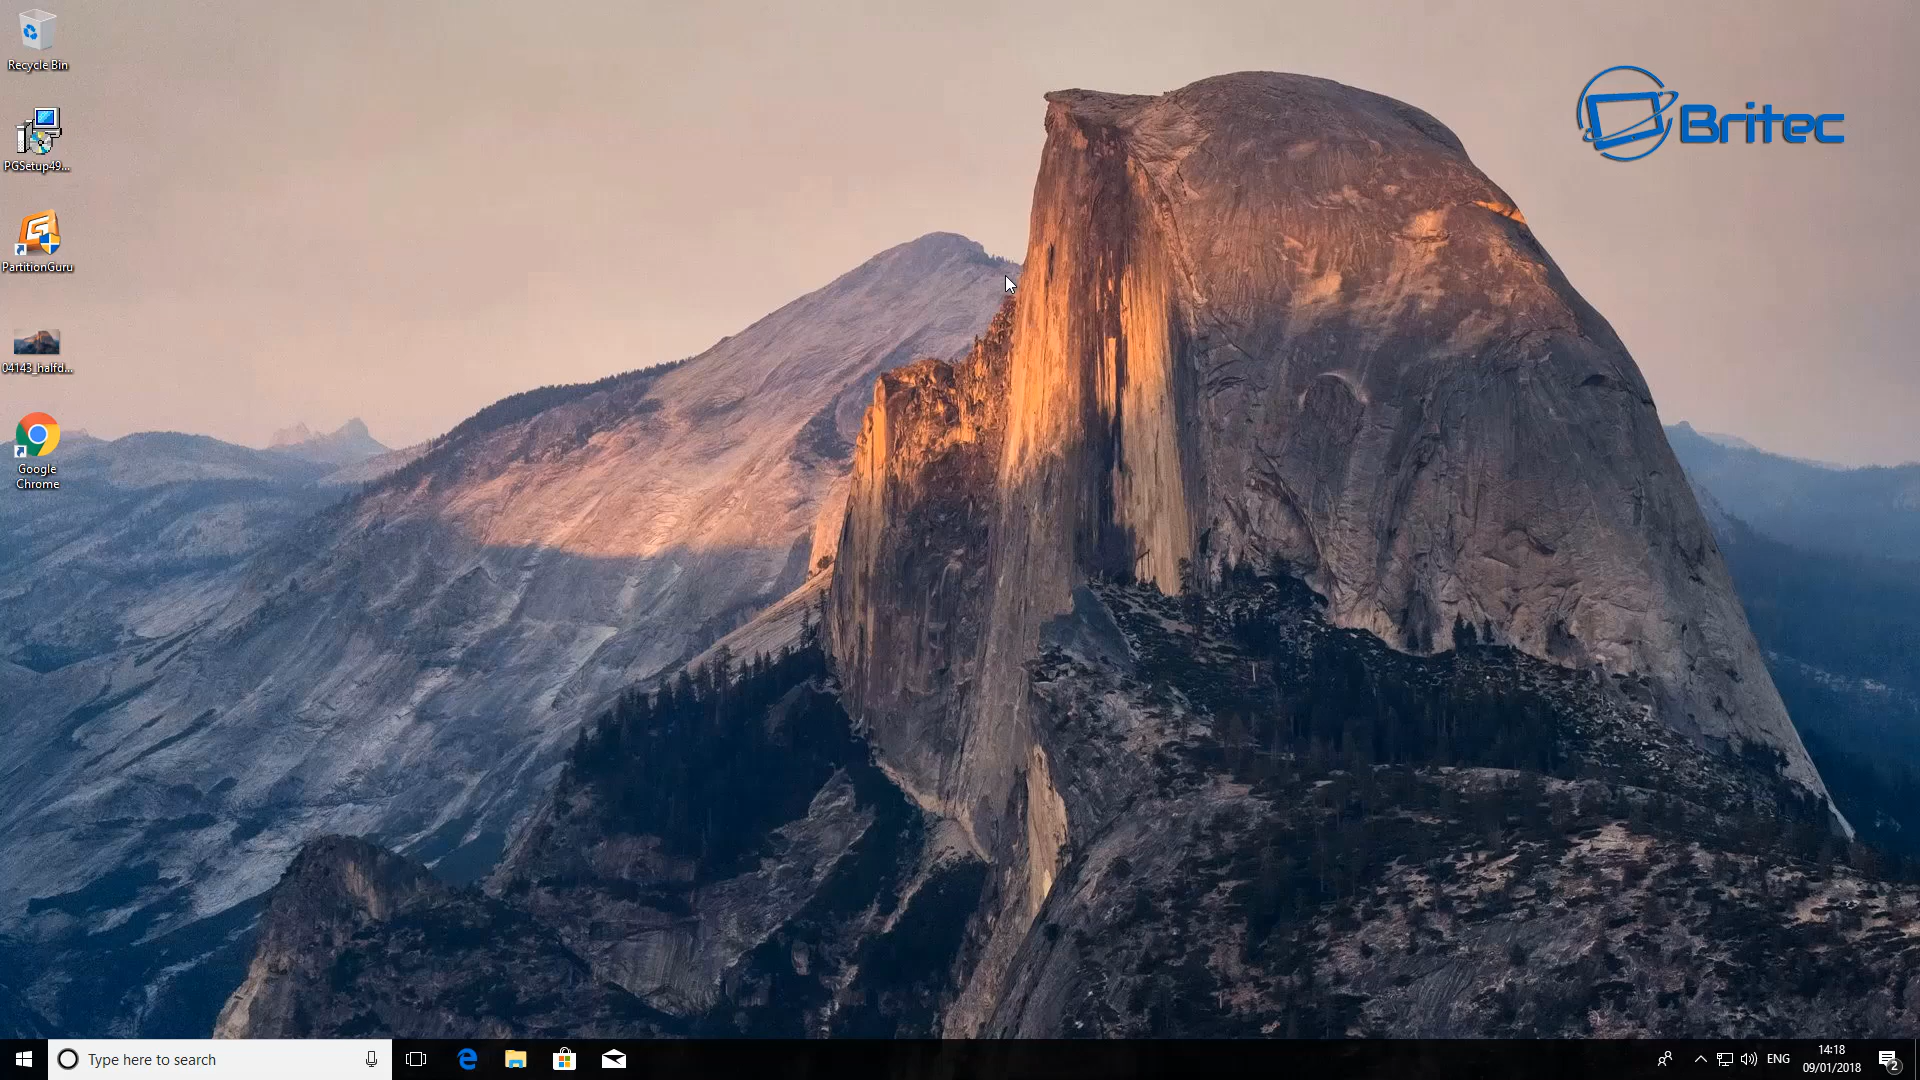 Recycle Bin
Britec
PGSetup49...
PartitionGuru
04143_halfd...
Google
Chrome
Type here to search
ENG
14:18
09/01/2018
2